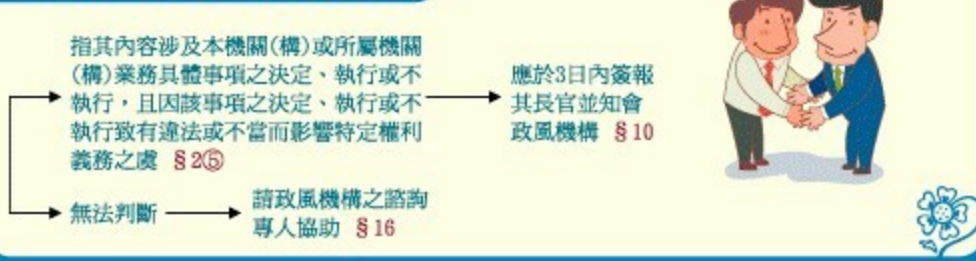 指其內容涉及本機關(構)或所屬機關
(構)業務具體事項之決定、執行或不
執行，且因該事項之決定、執行或不
執行致有違法或不當而影響特定權利
義務之虞 §2⑤
應於3日內簽報
其長官並知會
政風機構 §10
無法判斷
請政風機構之諮詢
專人協助 §16